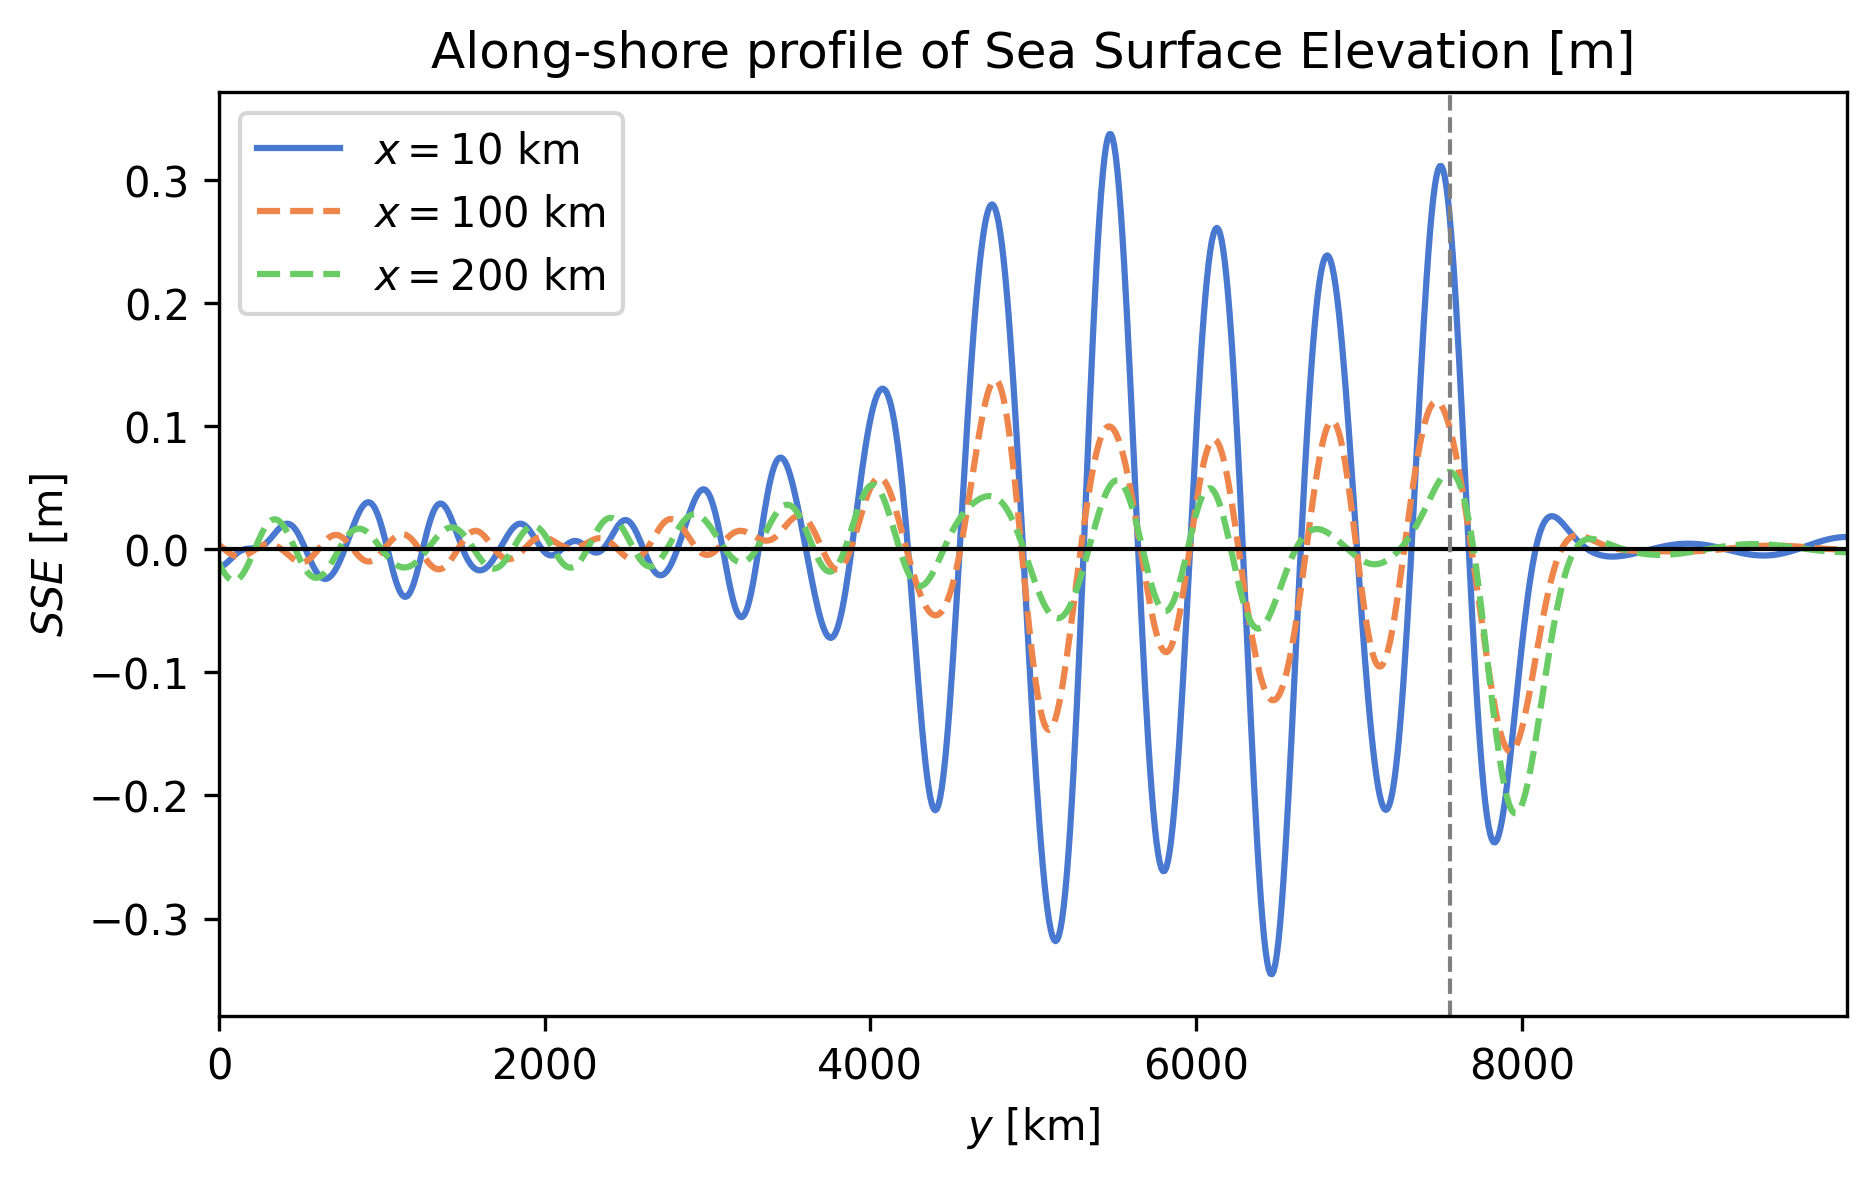 Along-shore profile of Sea Surface Elevation [m]
x = 10 km
x = 100 km
x = 200 km
0.3
0.2
0.1
0.0
−0.1
−0.2
−0.3
SSE [m]
0 2000 4000 6000 8000
y [km]